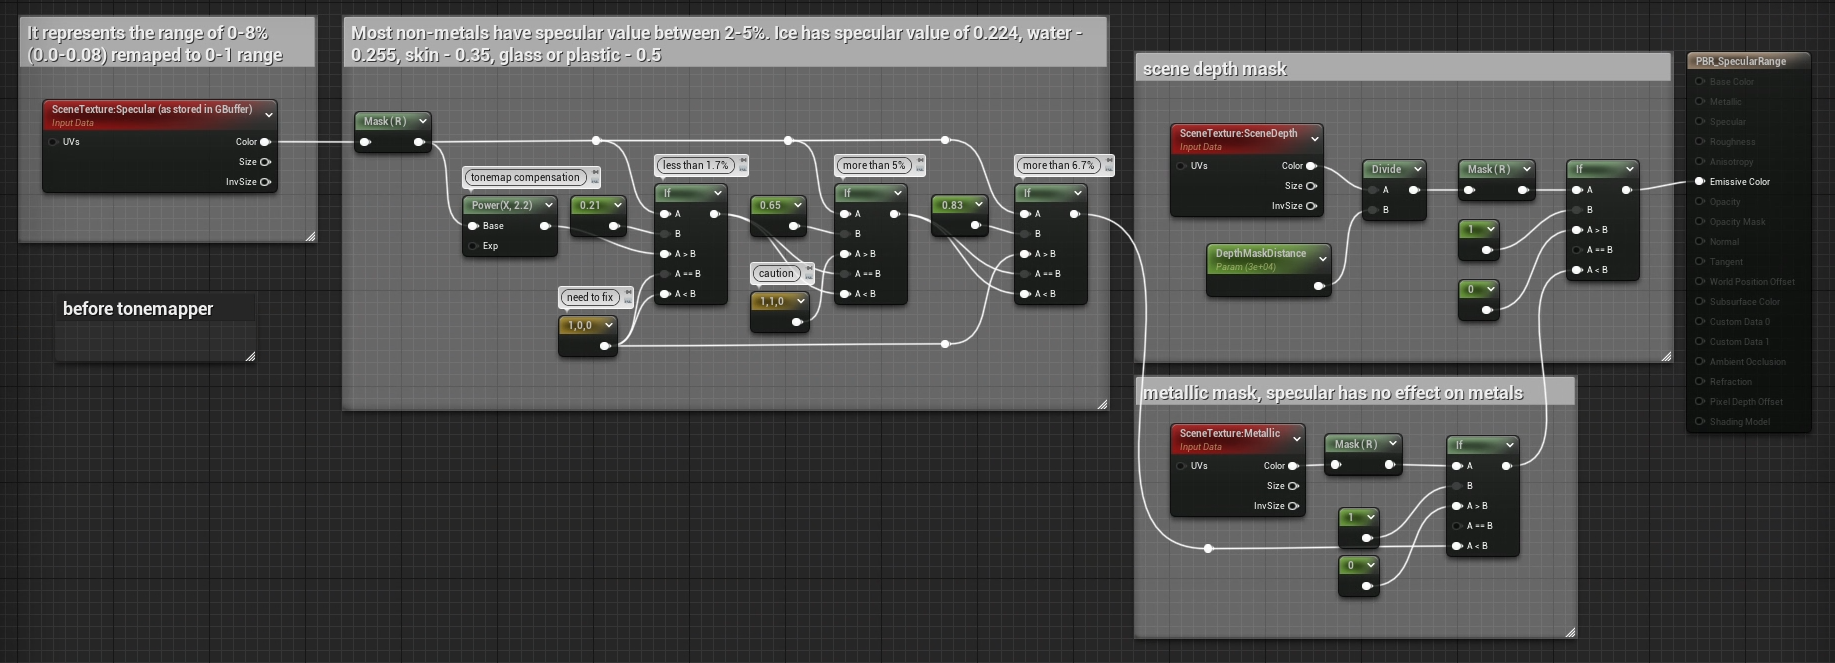 It represents the range of 0-8%
(0.0-0.08) remaped to 0-1 range
SceneTexture:Specular (as stored in GBuffer)
Input Data
UVs
Color
Size
InvSize
before tonemapper
Most non-metals have specular value between 2-5%. Ice has specular value of 0.224, water -
0.255, skin - 0.35, glass or plastic - 0.5
Mask ( R )
tonemap compensation
Power(X, 2.2)
Base
Exp
0.21
need to fix
1,0,0
less than 1.7%
If
A
B
A > B
A == B
A < B
0.65
caution
1,1,0
more than 5%
If
A
B
A > B
A == B
A < B
0.83
more than 6.7%
If
A
B
A > B
A == B
A < B
scene depth mask
SceneTexture:SceneDepth
Input Data
UVs
Color
Size
InvSize
DepthMaskDistance
Param (3e+04)
Divide
A
B
Mask ( R )
1
0
If
A
B
A > B
A == B
A < B
metallic mask, specular has no effect on metals
SceneTexture:Metallic
Input Data
UVs
Color
Size
InvSize
Mask ( R )
1
0
If
A
B
A > B
A == B
A < B
PBR_SpecularRange
Base Color
Metallic
Specular
Roughness
Anisotropy
Emissive Color
Opacity
Opacity Mask
Normal
Tangent
World Position Offset
Subsurface Color
Custom Data 0
Custom Data 1
Ambient Occlusion
Refraction
Pixel Depth Offset
Shading Model